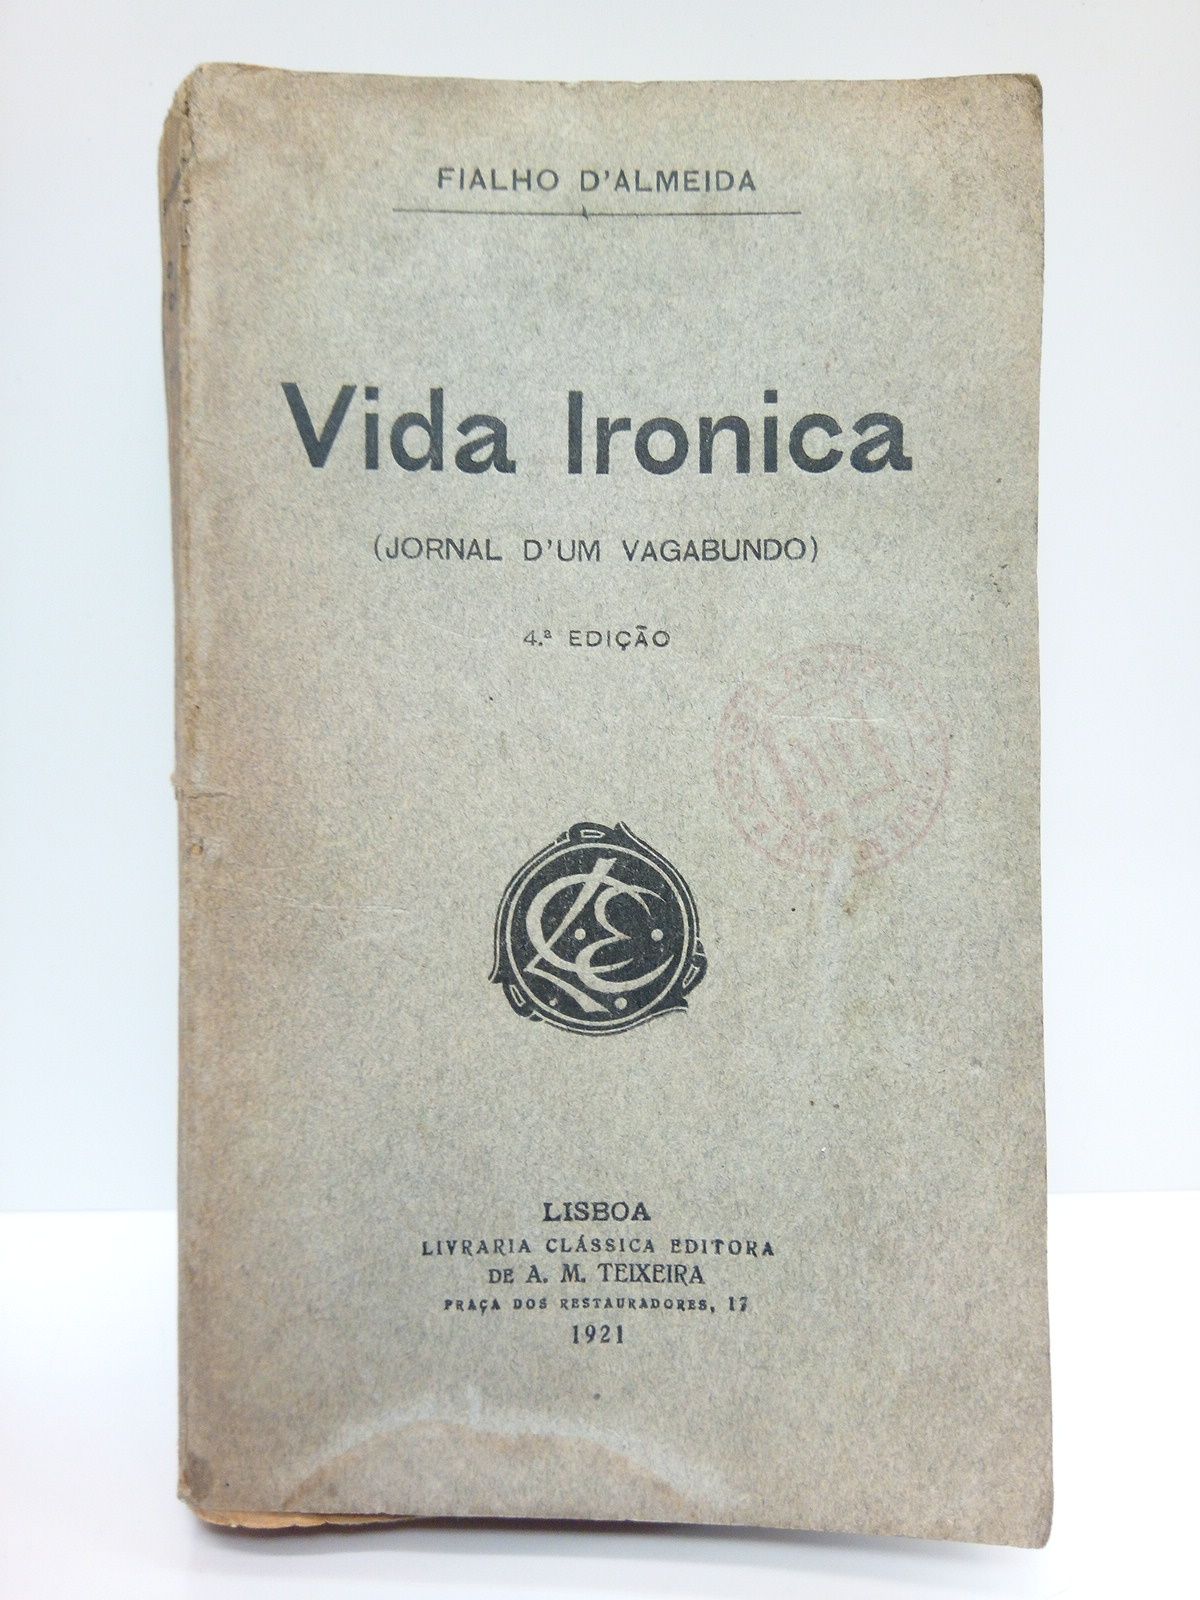 FIALHO D'ALMEIDA
Vida Ironica
(JORNAL D'UM VAGABUNDO)
4.ª EDIÇÃO
LCE
LISBOA
LIVRARIA CLÁSSICA EDITORA
DE A. M. TEIXEIRA
PRAÇA DOS RESTAURADORES, 17
1921